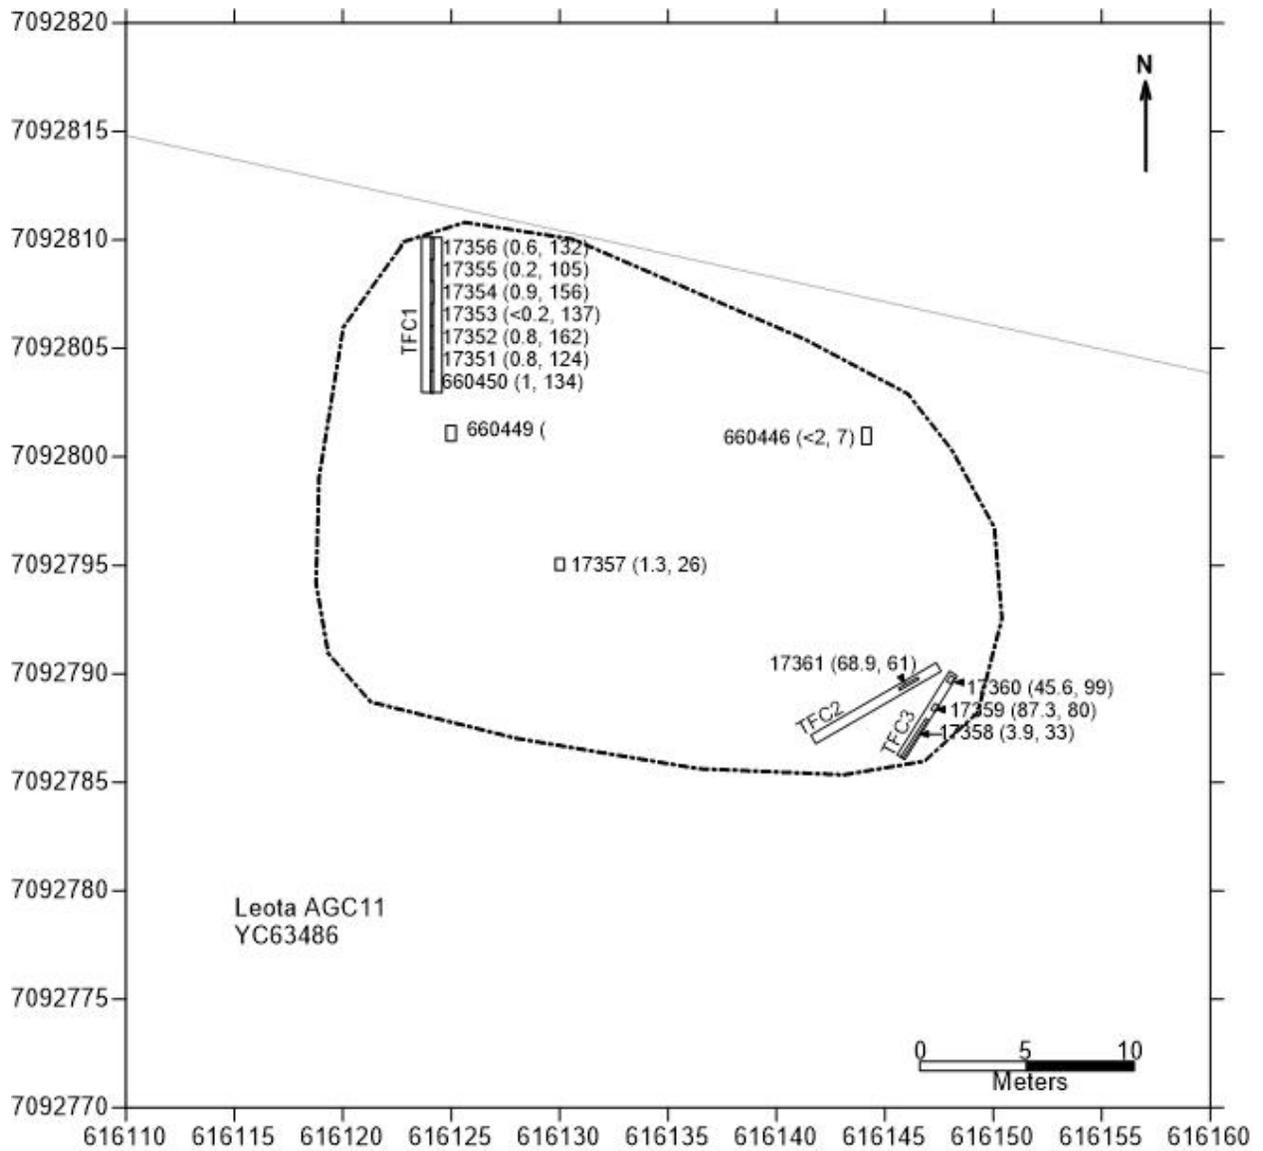 7092820
N
7092815
7092810
17356 (0.6, 132)
17355 (0.2, 105)
17354 (0.9, 156)
17353 (<0.2, 137)
TFC1
17352 (0.8, 162)
7092805
17351 (0.8, 124)
660450 (1, 134)
660449 (
660446 (<2, 7)
7092800
7092795
17357 (1.3, 26)
17361 (68.9, 61)
7092790
17360 (45.6, 99)
17359 (87.3, 80)
TFC2
TFC3
17358 (3.9, 33)
7092785
7092780
Leota AGC11
YC63486
7092775
0 5 10
Meters
7092770
616110 616115 616120 616125 616130 616135 616140 616145 616150 616155 616160